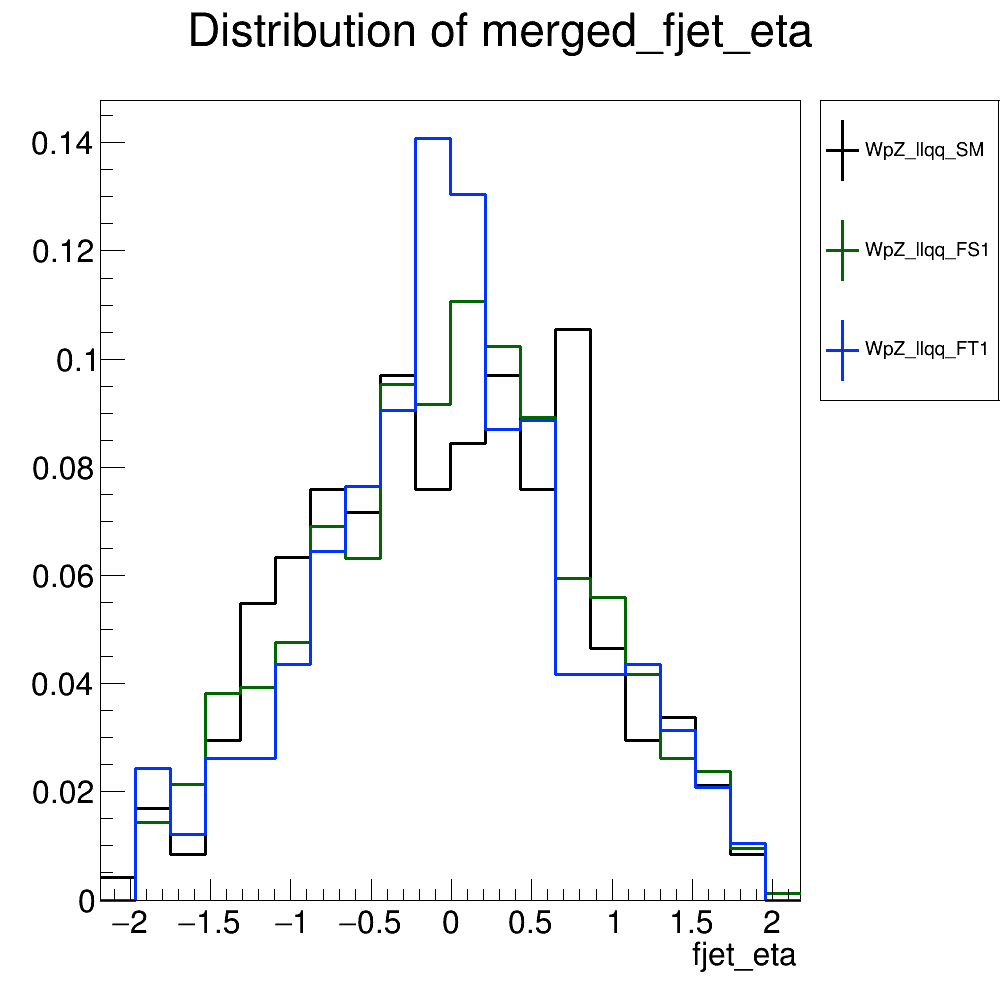 Distribution of merged_fjet_eta
WpZ_llqq_SM
WpZ_llqq_FS1
WpZ_llqq_FT1
0.14
0.12
0.1
0.08
0.06
0.04
0.02
0
−2 −1.5 −1 −0.5 0 0.5 1 1.5 2
fjet_eta